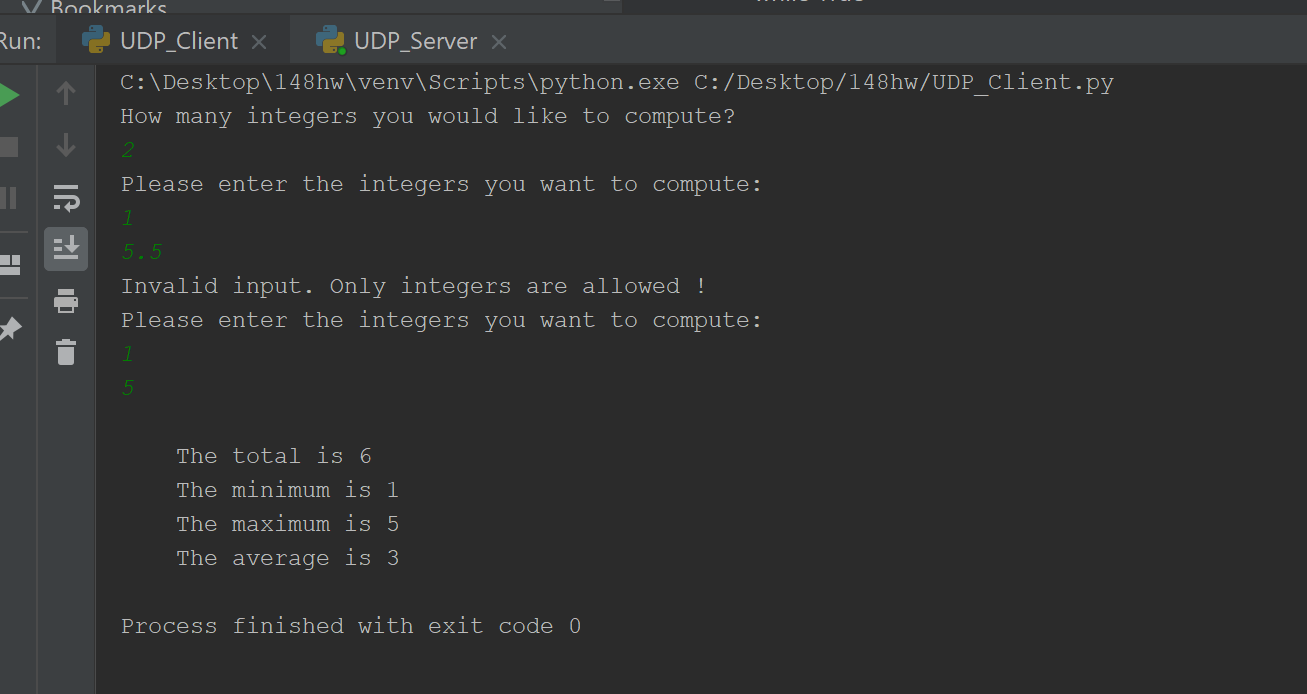 Bookmarks
Run:
UDP_Client
UDP_Server
C:\Desktop\148hw\venv\Scripts\python.exe C:/Desktop/148hw/UDP_Client.py
How many integers you would like to compute?
2
Please enter the integers you want to compute:
1
5.5
Invalid input. Only integers are allowed !
Please enter the integers you want to compute:
1
5
The total is 6
The minimum is 1
The maximum is 5
The average is 3
Process finished with exit code 0